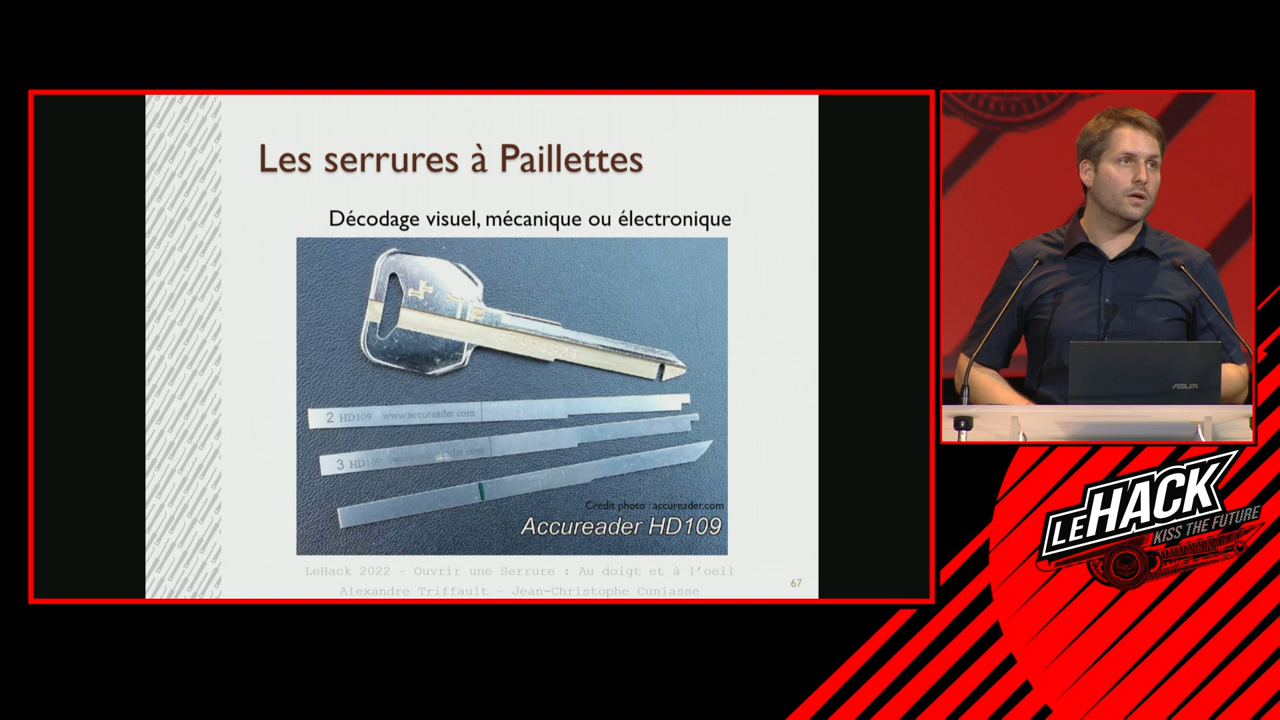 Les serrures à Paillettes
Décodage visuel, mécanique ou électronique
2 HD109 www.accureader.com
3 HD109
Crédit photo : accureader.com
Accureader HD109
LeHack 2022 - Ouvrir une Serrure : Au doigt et à l’oeil
Alexandre Triffault - Jean-Christophe Cuniasse
67
ASUS
LEHACK
KISS THE FUTURE